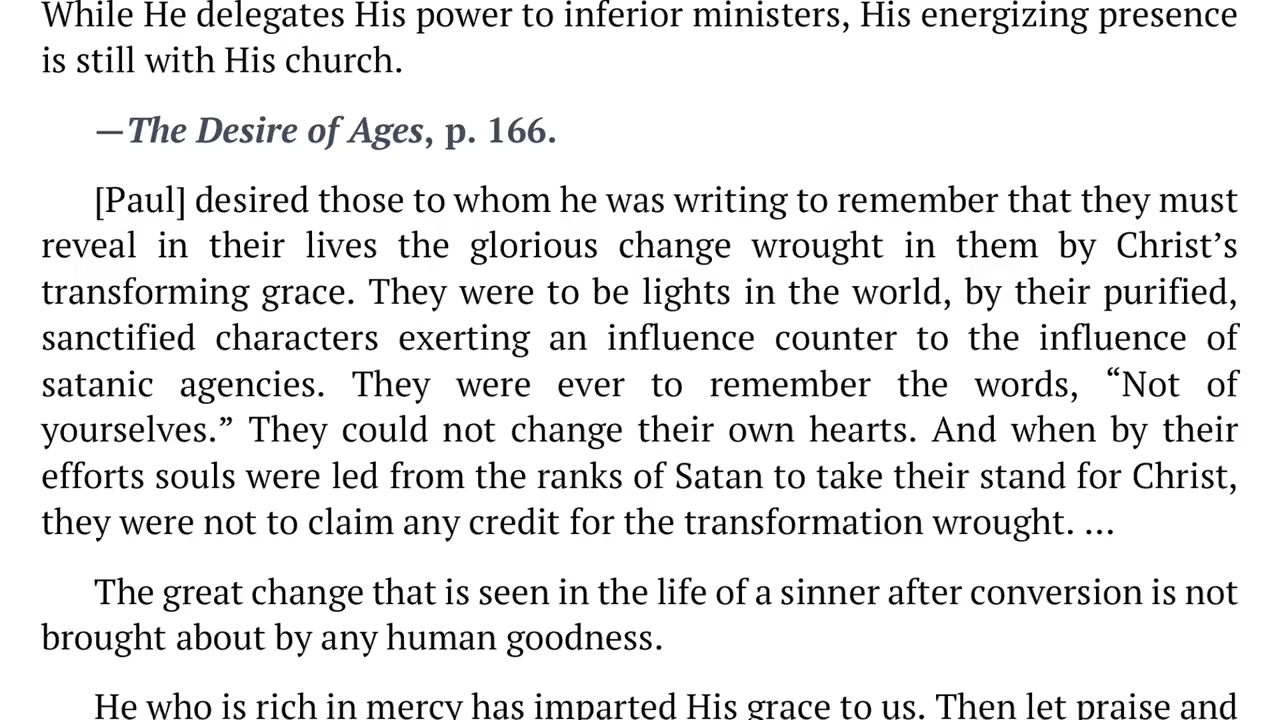 While He delegates His power to inferior ministers, His energizing presence
is still with His church.
—The Desire of Ages, p. 166.
[Paul] desired those to whom he was writing to remember that they must
reveal in their lives the glorious change wrought in them by Christ’s
transforming grace. They were to be lights in the world, by their purified,
sanctified characters exerting an influence counter to the influence of
satanic agencies. They were ever to remember the words, “Not of
yourselves.” They could not change their own hearts. And when by their
efforts souls were led from the ranks of Satan to take their stand for Christ,
they were not to claim any credit for the transformation wrought. ...
The great change that is seen in the life of a sinner after conversion is not
brought about by any human goodness.
He who is rich in mercy has imparted His grace to us. Then let praise and